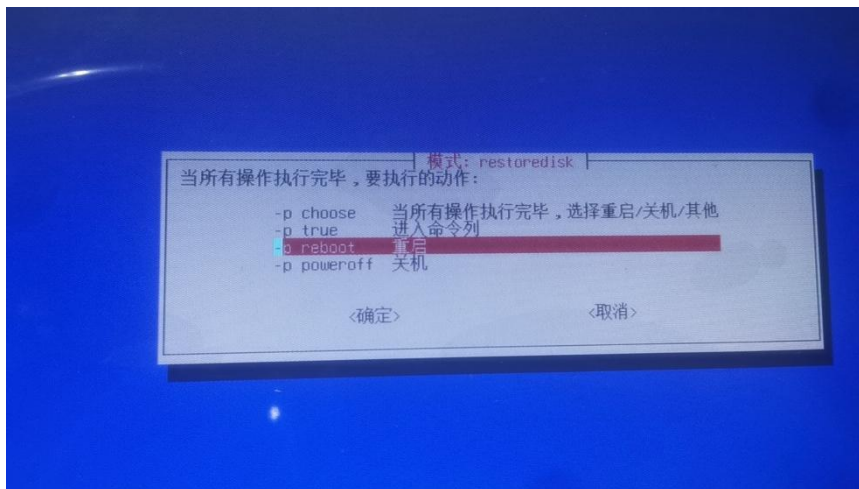 模式: restoredisk
当所有操作执行完毕，要执行的动作:
-p choose 当所有操作执行完毕，选择重启/关机/其他
-p true 进入命令列
-p reboot 重启
-p poweroff 关机
<确定> <取消>